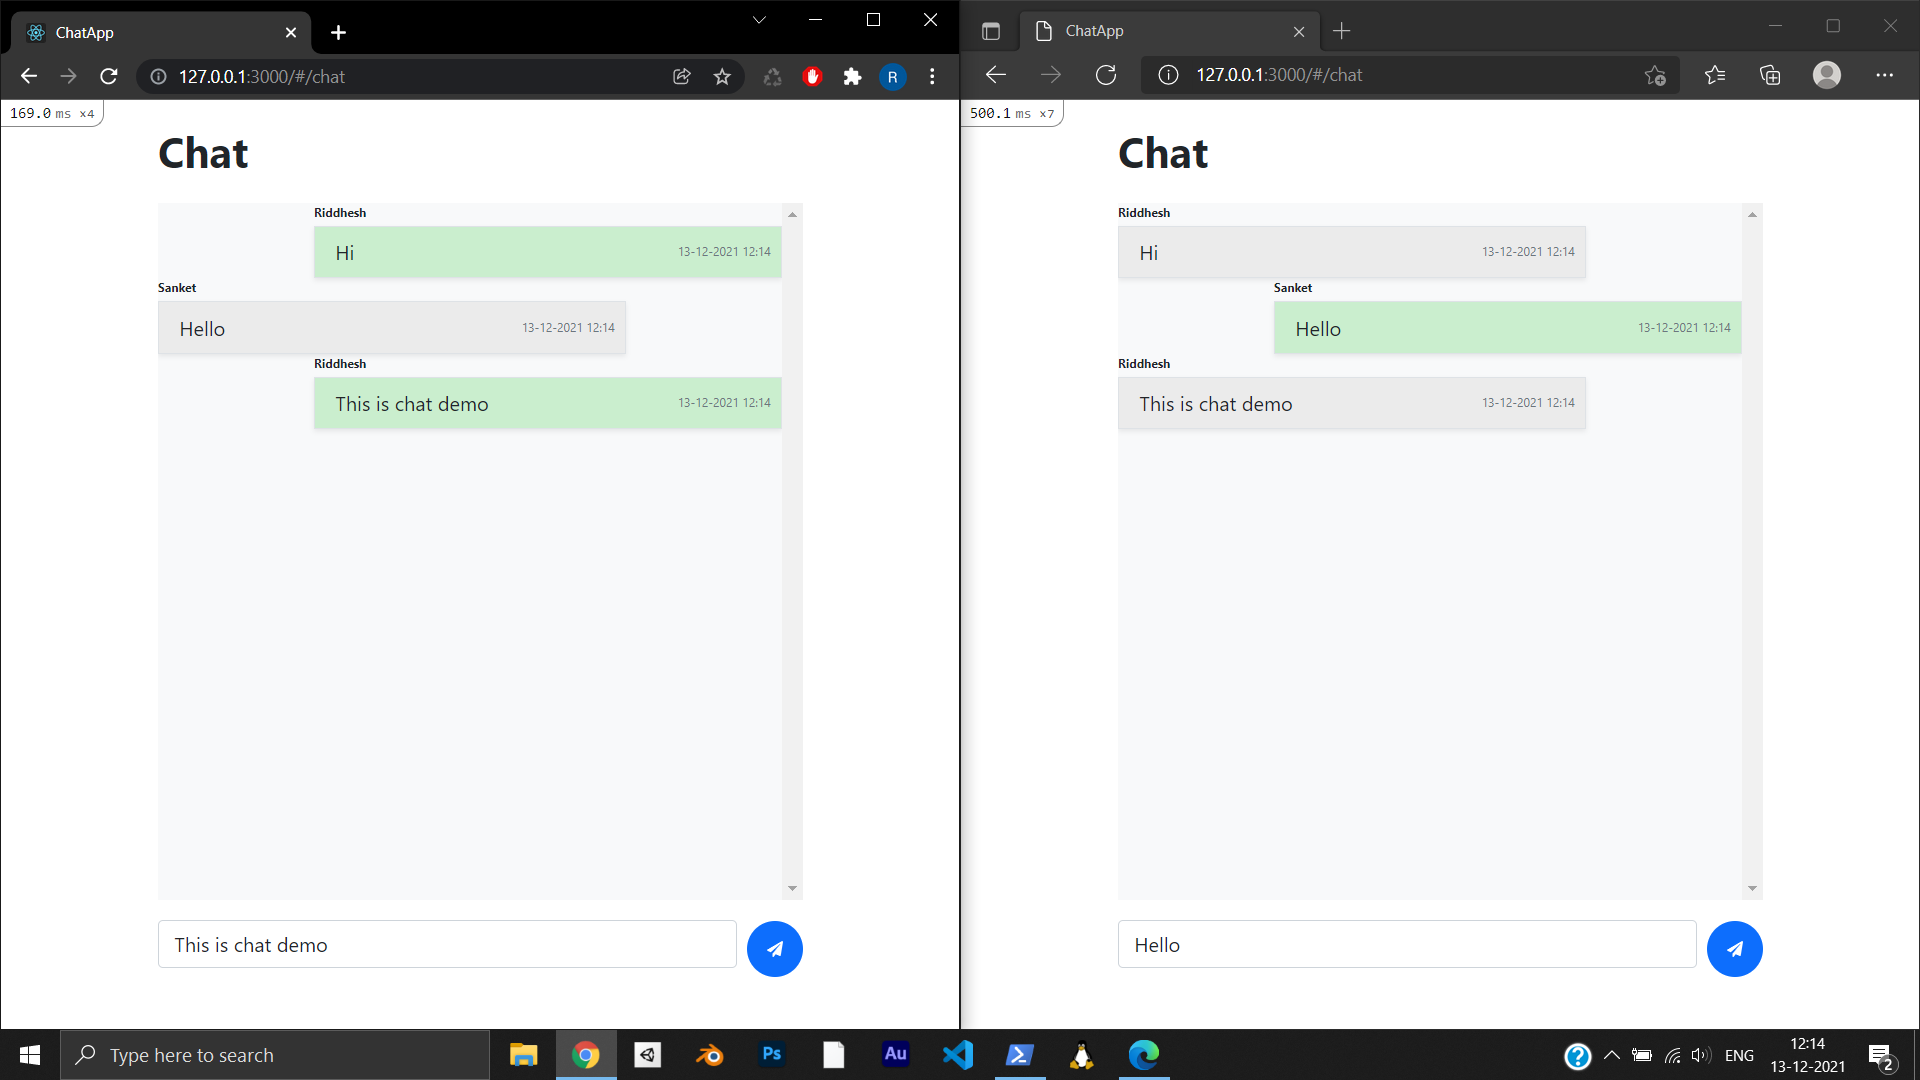 ChatApp
127.0.0.1:3000/#/chat
R
169.0 ms x4
Chat
Riddhesh
Hi 13-12-2021 12:14
Sanket
Hello 13-12-2021 12:14
Riddhesh
This is chat demo 13-12-2021 12:14
This is chat demo
ChatApp
127.0.0.1:3000/#/chat
500.1 ms x7
Chat
Riddhesh
Hi 13-12-2021 12:14
Sanket
Hello 13-12-2021 12:14
Riddhesh
This is chat demo 13-12-2021 12:14
Hello
Type here to search
Ps
Au
ENG
12:14
13-12-2021
2